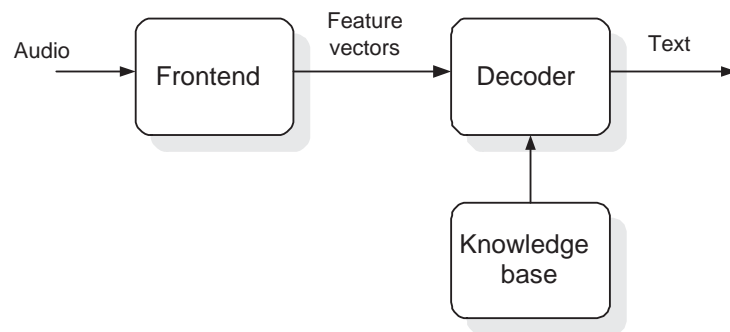 Audio
Frontend
Feature
vectors
Decoder
Text
Knowledge
base